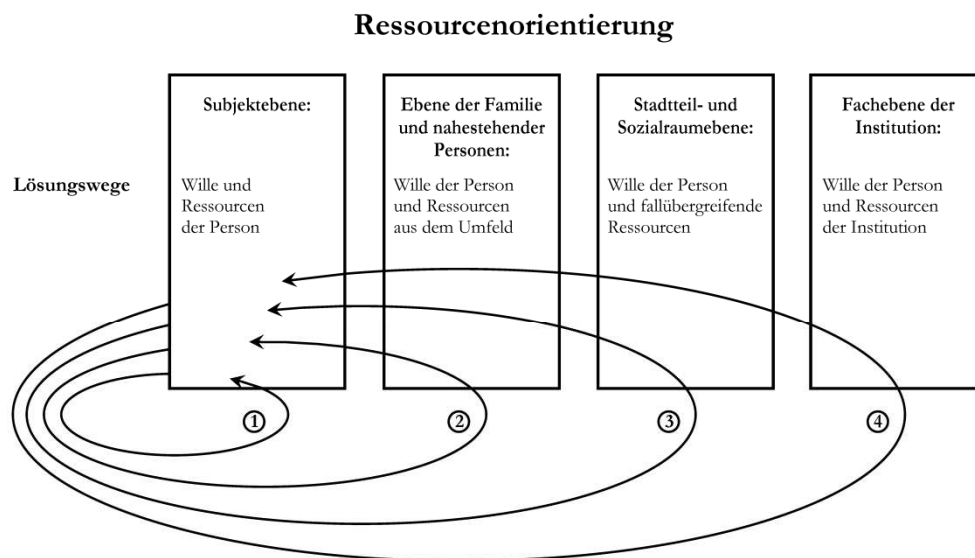 Ressourcenorientierung
Subjektebene:
Ebene der Familie
und nahestehender
Personen:
Stadtteil- und
Sozialraumebene:
Fachebene der
Institution:
Lösungswege
Wille und
Ressourcen
der Person
Wille der Person
und Ressourcen
aus dem Umfeld
Wille der Person
und fallübergreifende
Ressourcen
Wille der Person
und Ressourcen
der Institution
①
②
③
④